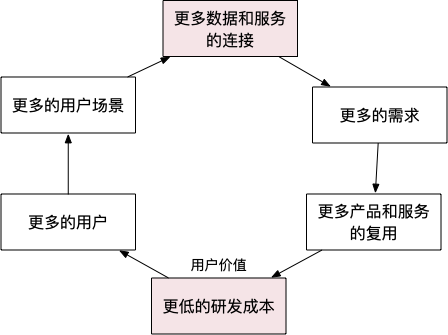 更多数据和服务
的连接
更多的用户场景
更多的需求
更多的用户
更多产品和服务
的复用
用户价值
更低的研发成本